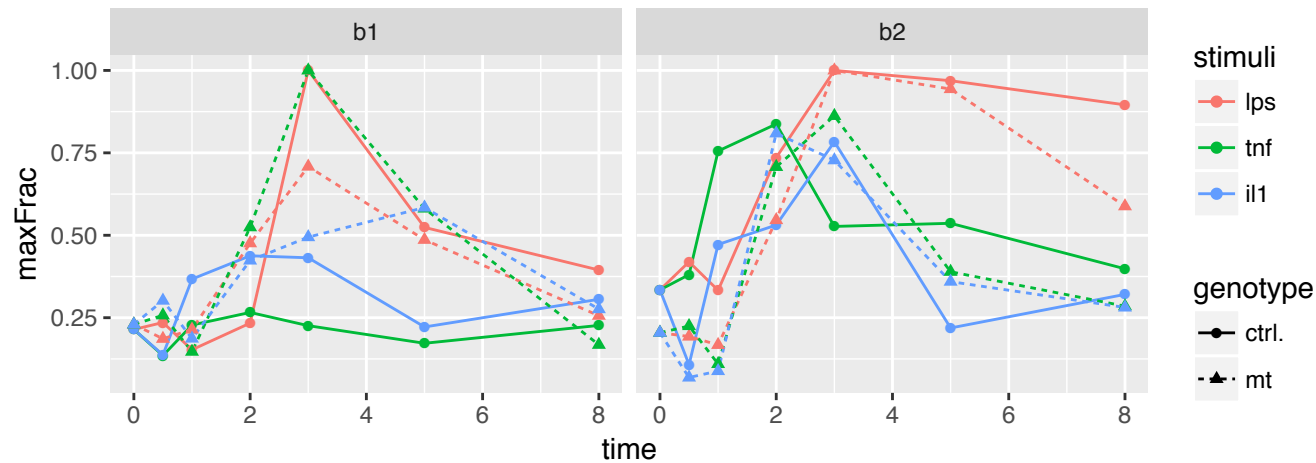 b1
b2
maxFrac
1.00
0.75
0.50
0.25
0
2
4
6
8
0
2
4
6
8
time
stimuli
lps
tnf
il1
genotype
ctrl.
mt